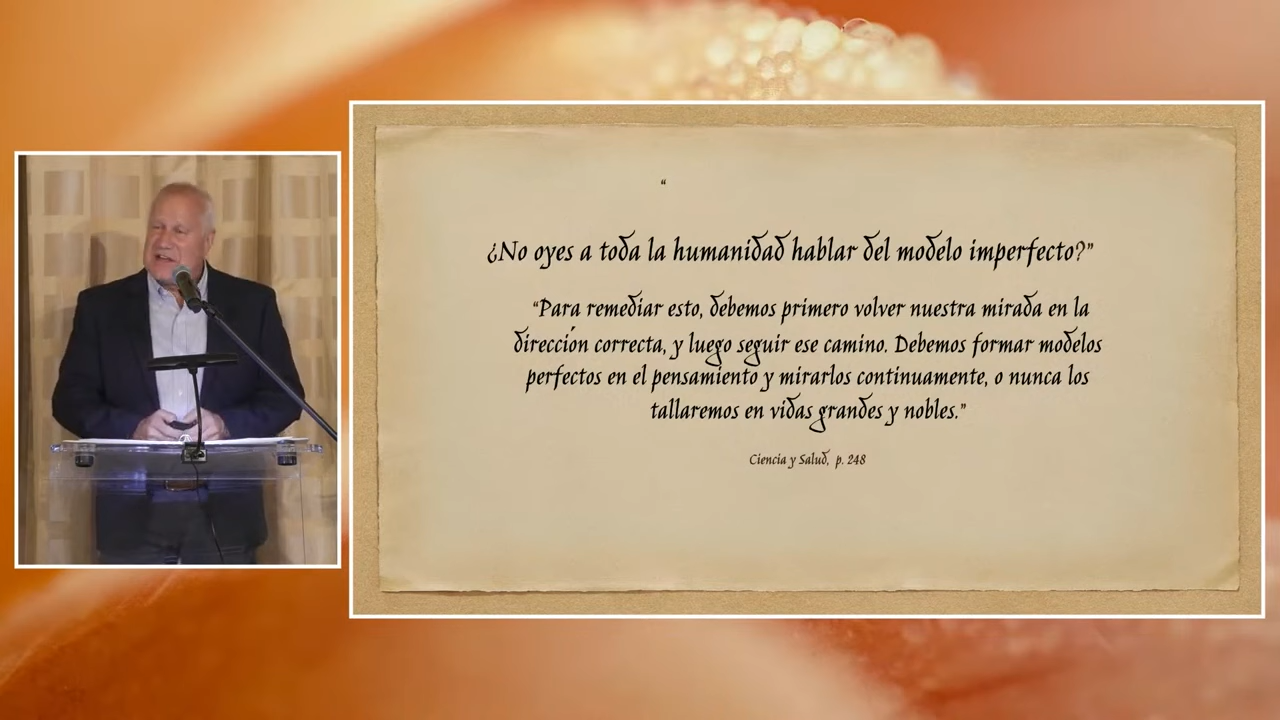 “
¿No oyes a toda la humanidad hablar del modelo imperfecto?”
“Para remediar esto, debemos primero volver nuestra mirada en la
dirección correcta, y luego seguir ese camino. Debemos formar modelos
perfectos en el pensamiento y mirarlos continuamente, o nunca los
tallaremos en vidas grandes y nobles.”
Ciencia y Salud, p. 248